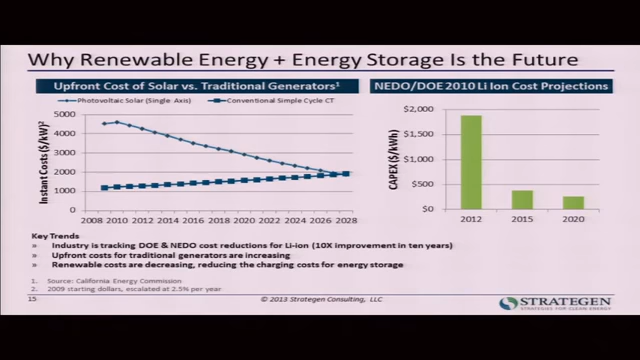 Why Renewable Energy + Energy Storage Is the Future
Upfront Cost of Solar vs. Traditional Generators1
NEDO/DOE 2010 Li Ion Cost Projections
Photovoltaic Solar (Single Axis)
Conventional Simple Cycle CT
Instant Costs ($/kW)2
5000
4000
3000
2000
1000
0
2008 2010 2012 2014 2016 2018 2020 2022 2024 2026 2028
CAPEX ($/kWh)
$2,000
$1,500
$1,000
$500
$0
2012 2015 2020
Key Trends
» Industry is tracking DOE & NEDO cost reductions for Li-ion (10X improvement in ten years)
» Upfront costs for traditional generators are increasing
» Renewable costs are decreasing, reducing the charging costs for energy storage
1. Source: California Energy Commission
2. 2009 starting dollars, escalated at 2.5% per year
15
© 2013 Strategen Consulting, LLC
STRATEGEN
STRATEGIES FOR CLEAN ENERGY